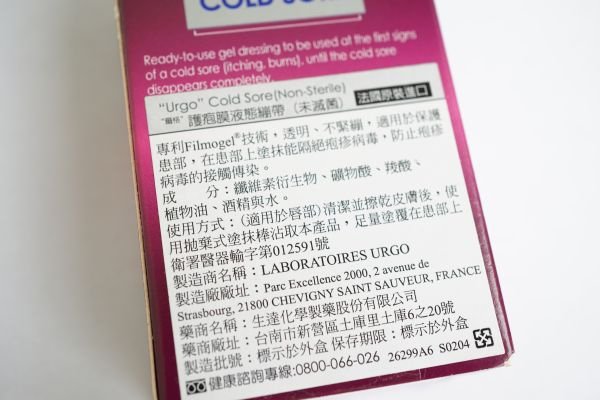 COLD SORE
Ready-to-use gel dressing to be used at the first signs
of a cold sore (itching, burns), until the cold sore
disappears completely.
“Urgo” Cold Sore(Non-Sterile)
護疱膜液態繃帶（未滅菌）
法國原裝進口
專利Filmogel®技術，透明、不緊繃，適用於保護
患部，在患部上塗抹能隔絕疱疹病毒，防止疱疹
病毒的接觸傳染。
成　　分：纖維素衍生物、礦物酸、羧酸、
植物油、酒精與水。
使用方式：(適用於唇部)清潔並擦乾皮膚後，使
用拋棄式塗抹棒沾取本產品，足量塗覆在患部上
衛署醫器輸字第012591號
製造商名稱：LABORATOIRES URGO
製造廠廠址：Parc Excellence 2000, 2 avenue de
Strasbourg, 21800 CHEVIGNY SAINT SAUVEUR, FRANCE
藥商名稱：生達化學製藥股份有限公司
藥商廠址：台南市新營區土庫里土庫6之20號
製造批號：標示於外盒 保存期限：標示於外盒
健康諮詢專線:0800-066-026 26299A6 S0204